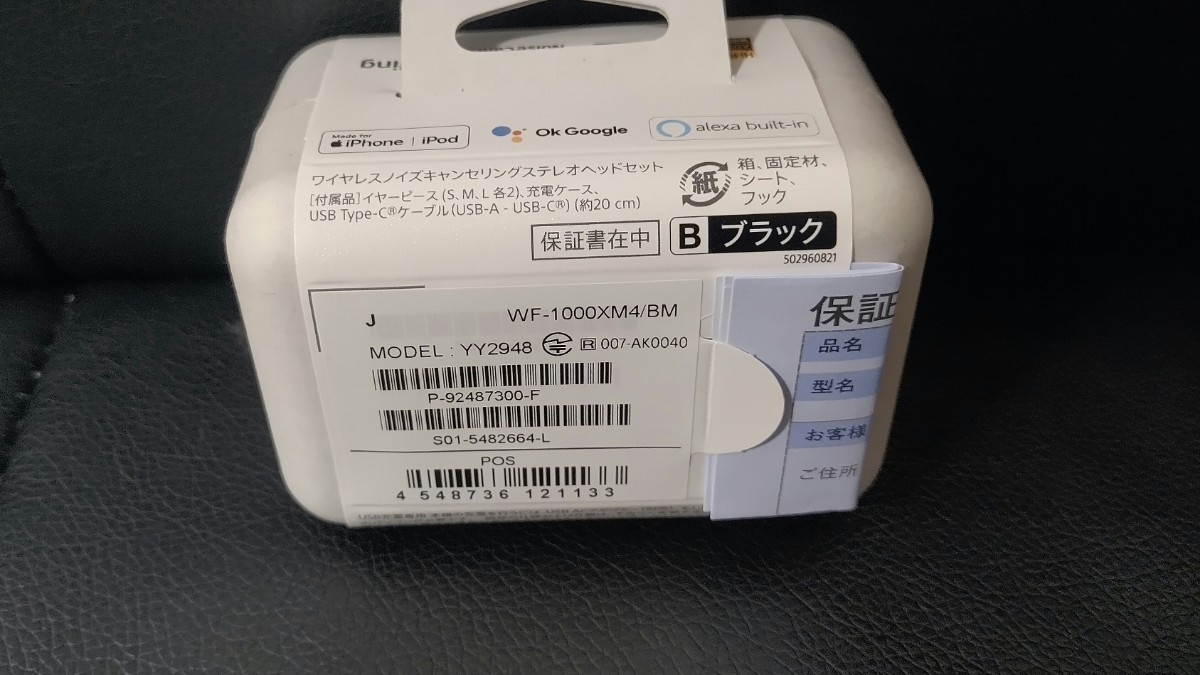 Made for
iPhone | iPod
Ok Google
alexa built-in
ワイヤレスノイズキャンセリングステレオヘッドセット
[付属品]イヤーピース (S、M、L 各2)、充電ケース、
USB Type-C®ケーブル(USB-A - USB-C®) (約20 cm)
紙
箱、固定材、
シート、
フック
保証書在中
B ブラック
502960821
J
WF-1000XM4/BM
MODEL : YY2948
R 007-AK0040
P-92487300-F
S01-5482664-L
POS
4 548736 121133
保証
品名
型名
お客様
ご住所